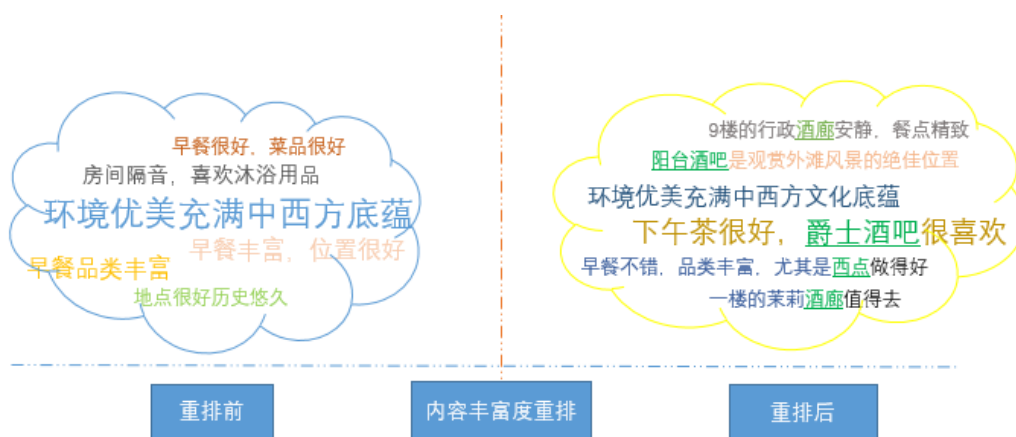 早餐很好，菜品很好
房间隔音，喜欢沐浴用品
环境优美充满中西方底蕴
早餐丰富，位置很好
早餐品类丰富
地点很好历史悠久
9楼的行政酒廊安静，餐点精致
阳台酒吧是观赏外滩风景的绝佳位置
环境优美充满中西方文化底蕴
下午茶很好，爵士酒吧很喜欢
早餐不错，品类丰富，尤其是西点做得好
一楼的茉莉酒廊值得去
重排前
内容丰富度重排
重排后